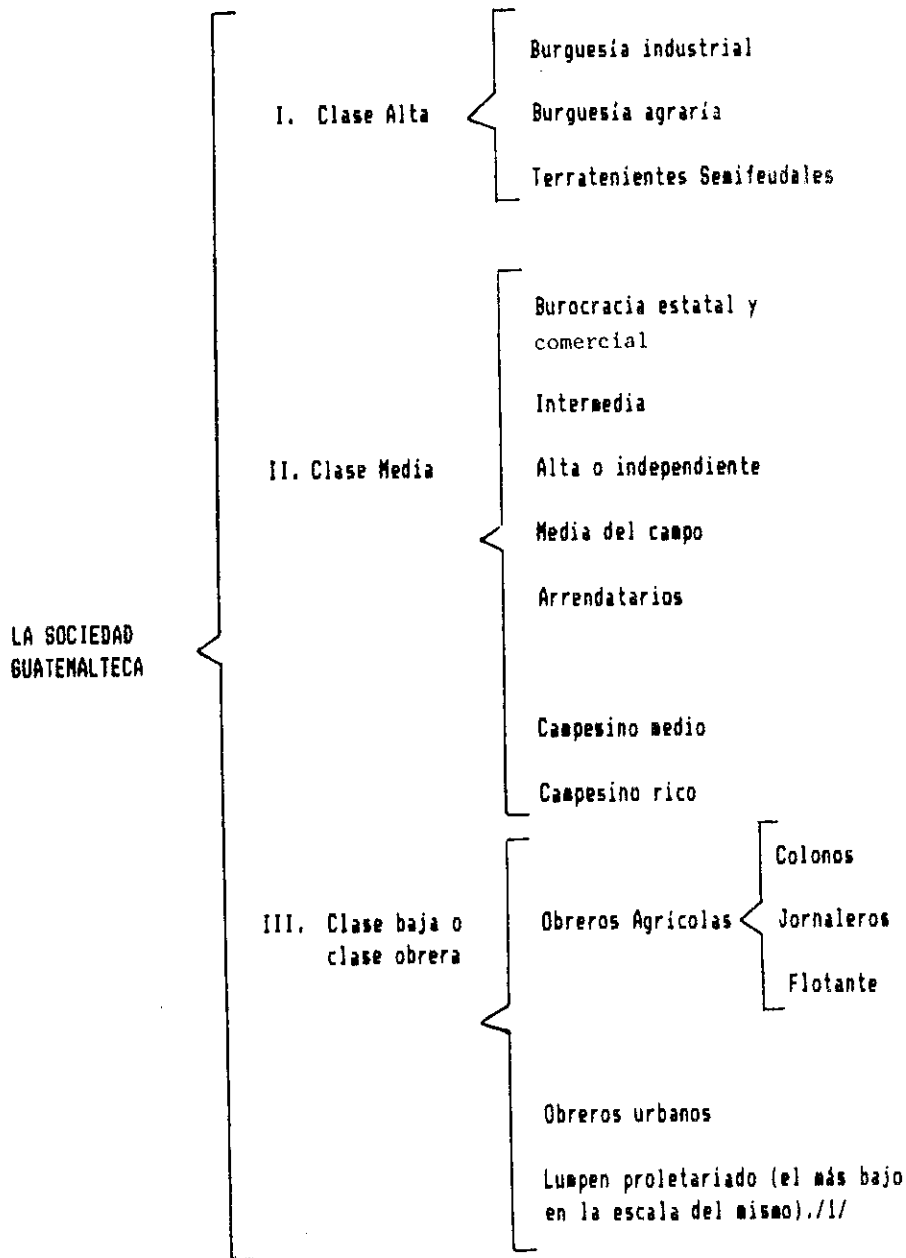 Burguesía industrial
I. Clase Alta
Burguesía agraría
Terratenientes Semifeudales
Burocracia estatal y
comercial
Intermedia
II. Clase Media
Alta o independiente
Media del campo
Arrendatarios
LA SOCIEDAD
GUATEMALTECA
Campesino medio
Campesino rico
III. Clase baja o
clase obrera
Obreros Agrícolas
Colonos
Jornaleros
Flotante
Obreros urbanos
Lumpen proletariado (el más bajo
en la escala del mismo)./1/